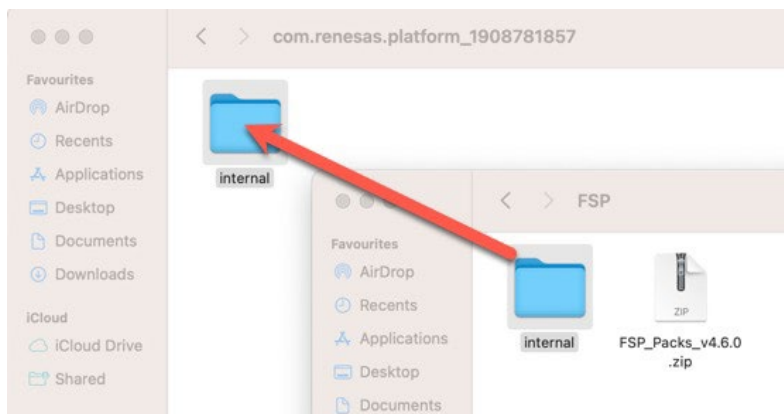 com.renesas.platform_1908781857
Favourites
AirDrop
Recents
Applications
Desktop
Documents
Downloads
iCloud
iCloud Drive
Shared
internal
FSP
Favourites
AirDrop
Recents
Applications
Desktop
Documents
internal
ZIP
FSP_Packs_v4.6.0
.zip